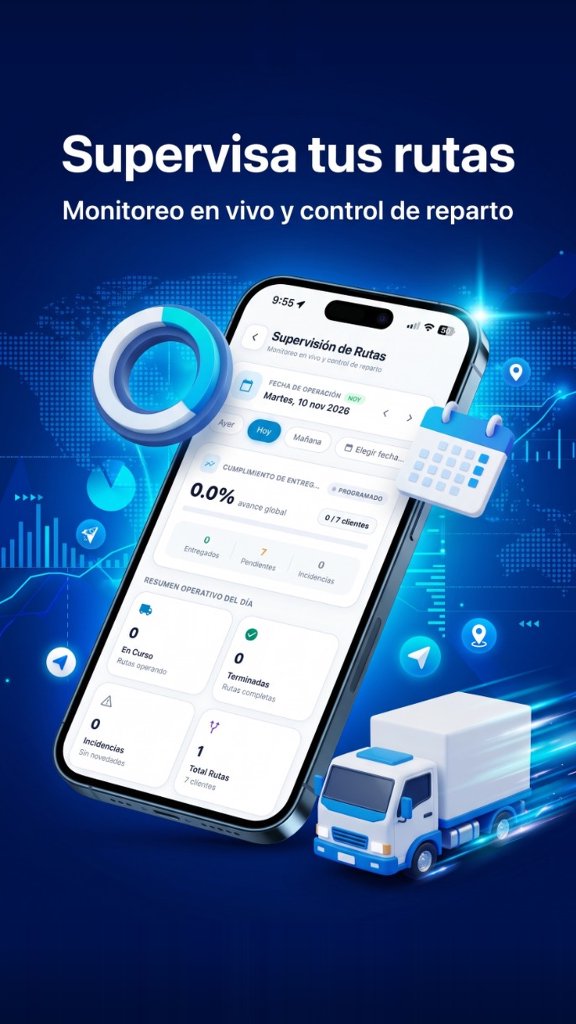 Supervisa tus rutas
Monitoreo en vivo y control de reparto
9:55
Supervisión de Rutas
Monitoreo en vivo y control de reparto
FECHA DE OPERACIÓN
Martes, 10 nov 2026
Ayer
Hoy
Mañana
Elegir fecha...
CUMPLIMIENTO DE ENTREG...
PROGRAMADO
0.0% avance global
0 / 7 clientes
0
7
0
Entregados
Pendientes
Incidencias
RESUMEN OPERATIVO DEL DÍA
0
En Curso
Rutas operando
0
Terminadas
Rutas completas
0
Incidencias
Sin novedades
1
Total Rutas
7 clientes